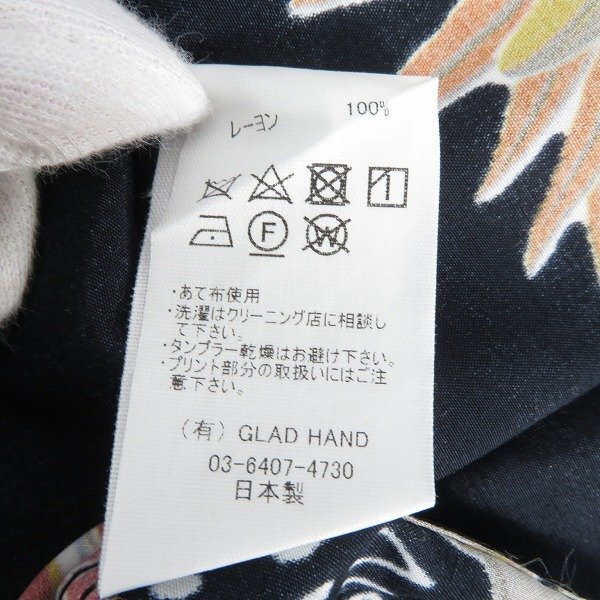 レーヨン 100%
F W
・あて布使用
・洗濯はクリーニング店に相談し
て下さい。
・タンブラー乾燥はお避け下さい。
・プリント部分の取扱いにはご注
意下さい。
(有) GLAD HAND
03-6407-4730
日本製